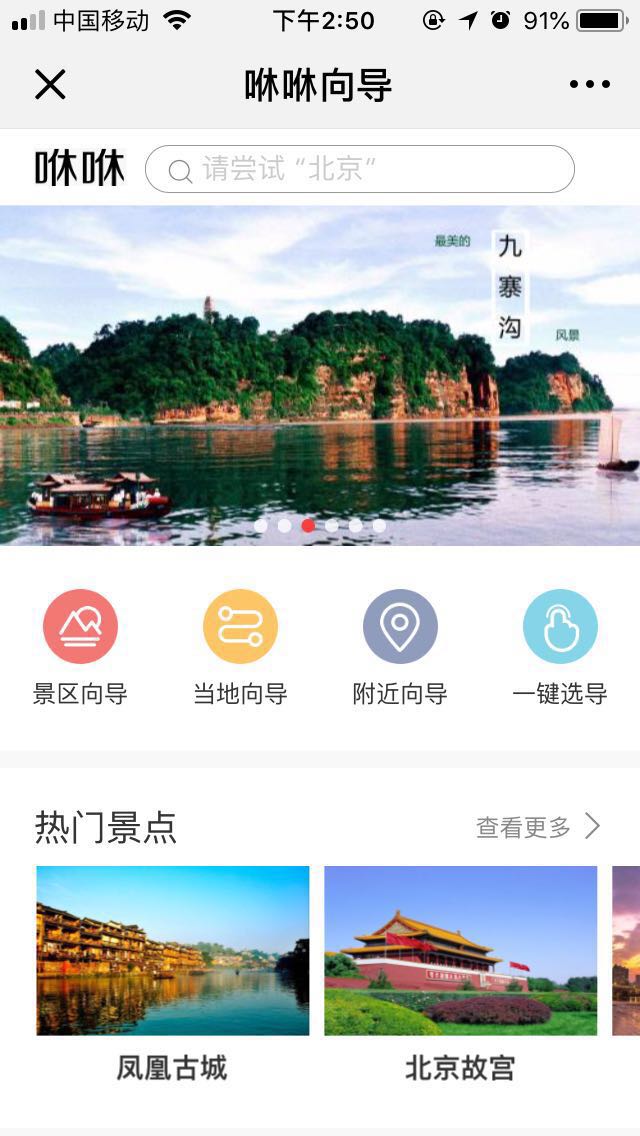 中国移动 下午2:50 91%
咻咻向导
咻咻 请尝试 “北京”
最美的
九寨沟
风景
景区向导 当地向导 附近向导 一键选导
热门景点 查看更多
凤凰古城 北京故宫